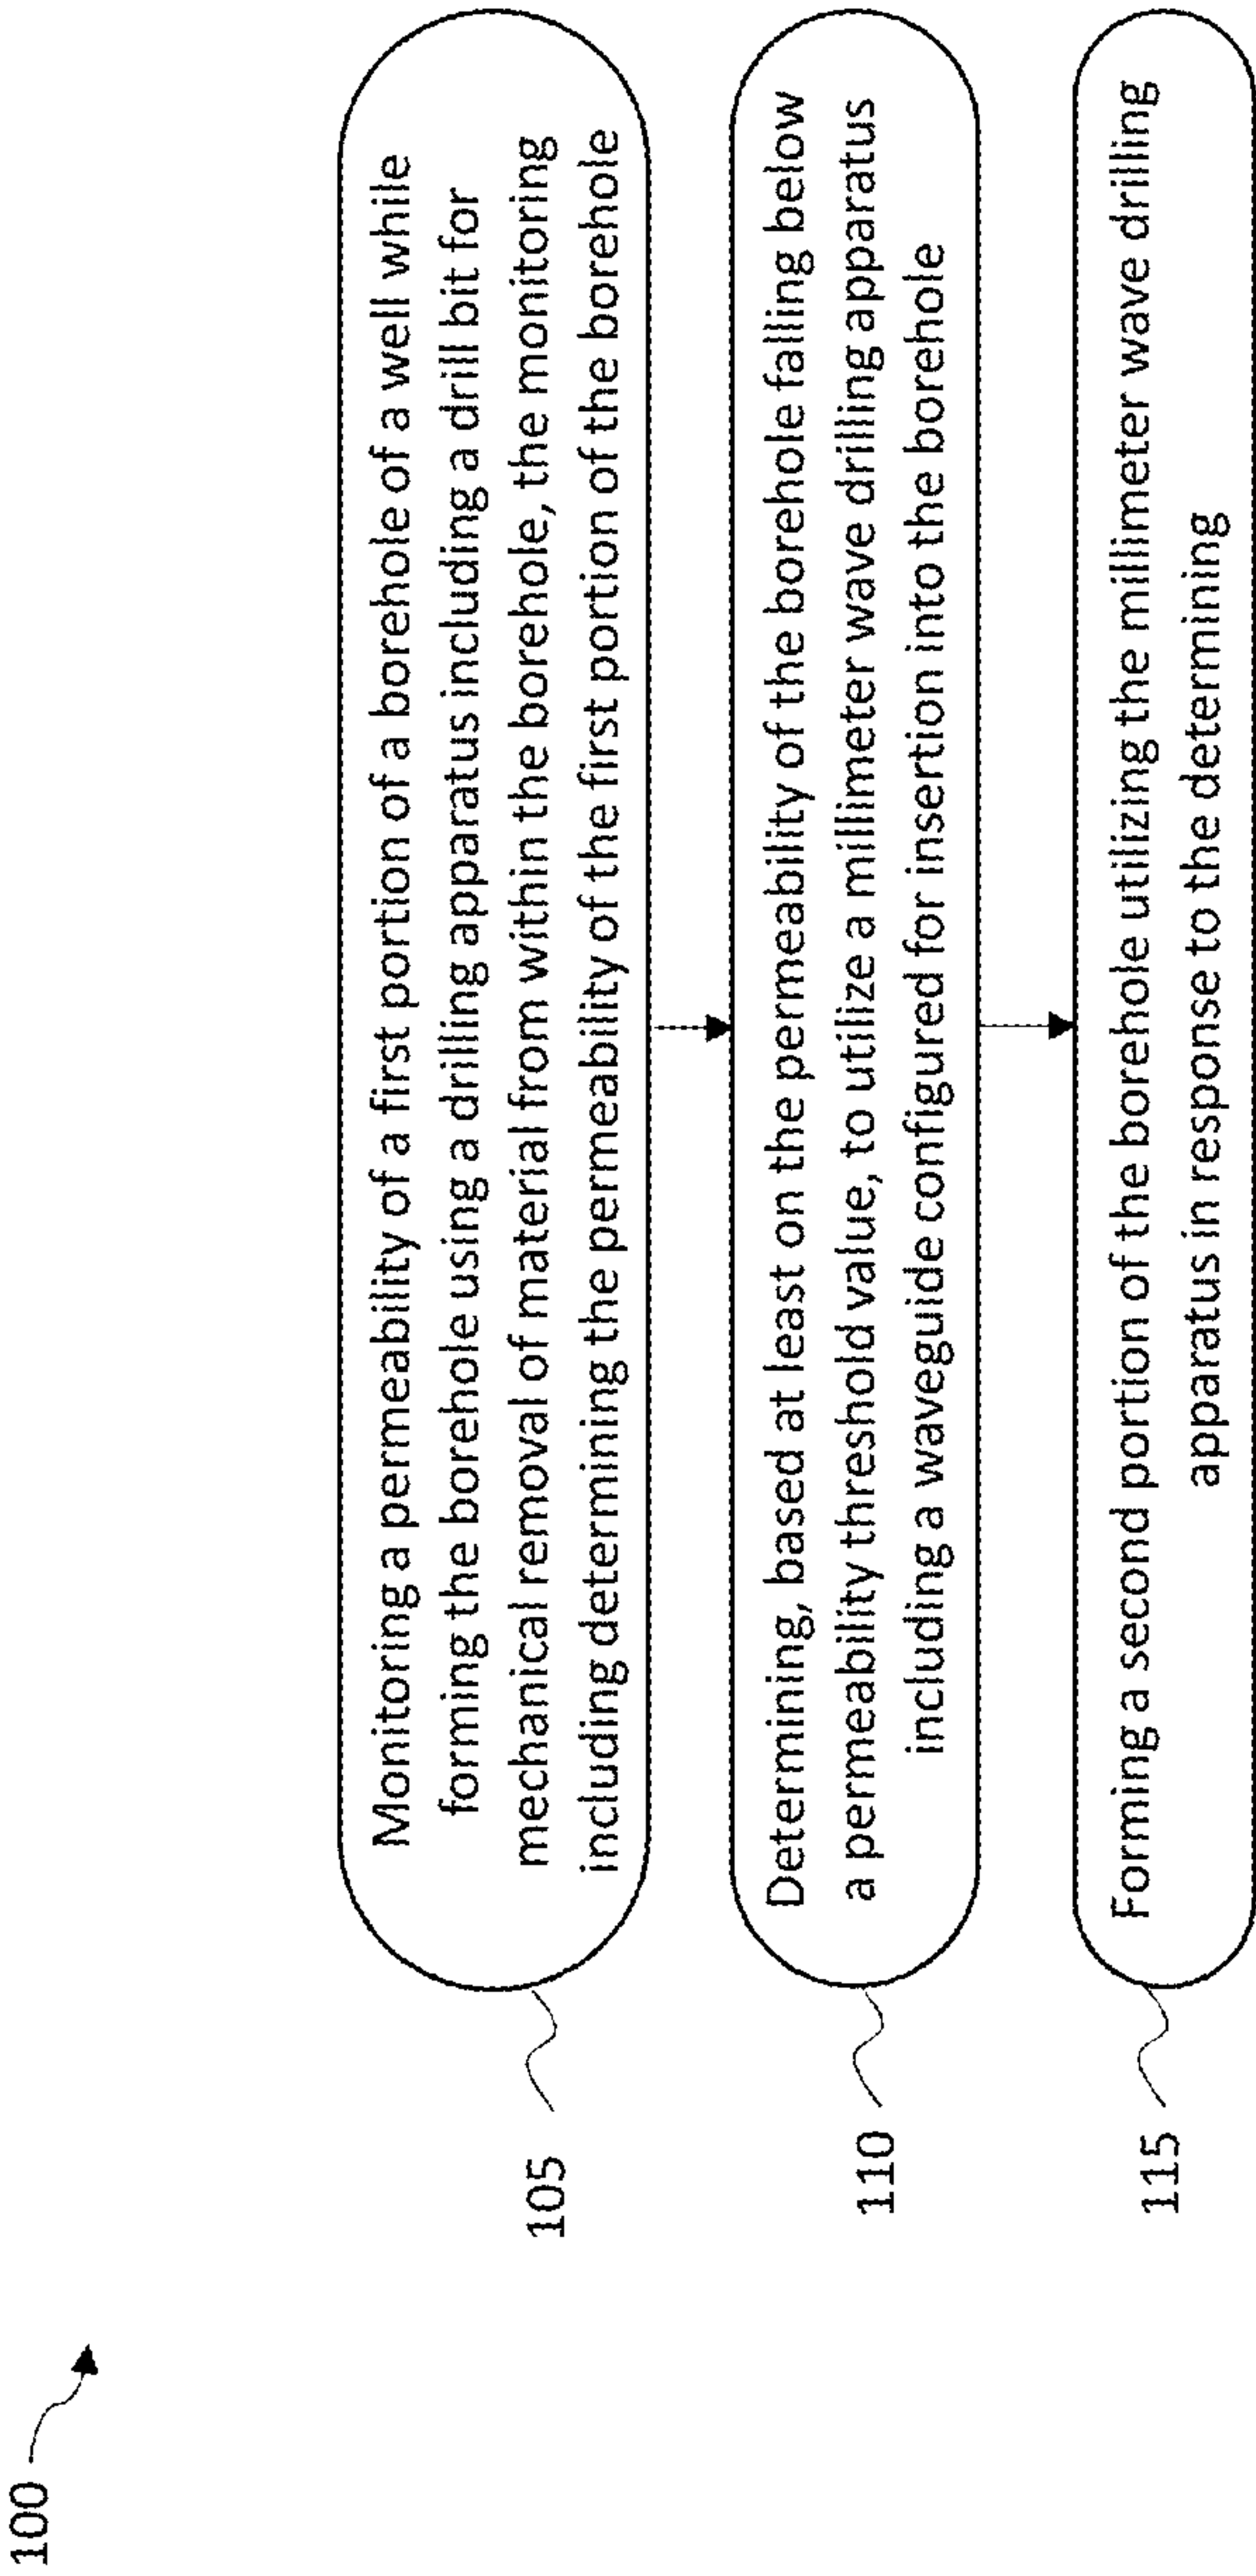 100
105
Monitoring a permeability of a first portion of a borehole of a well while
forming the borehole using a drilling apparatus including a drill bit for
mechanical removal of material from within the borehole, the monitoring
including determining the permeability of the first portion of the borehole
110
Determining, based at least on the permeability of the borehole falling below
a permeability threshold value, to utilize a millimeter wave drilling apparatus
including a waveguide configured for insertion into the borehole
115
Forming a second portion of the borehole utilizing the millimeter wave drilling
apparatus in response to the determining